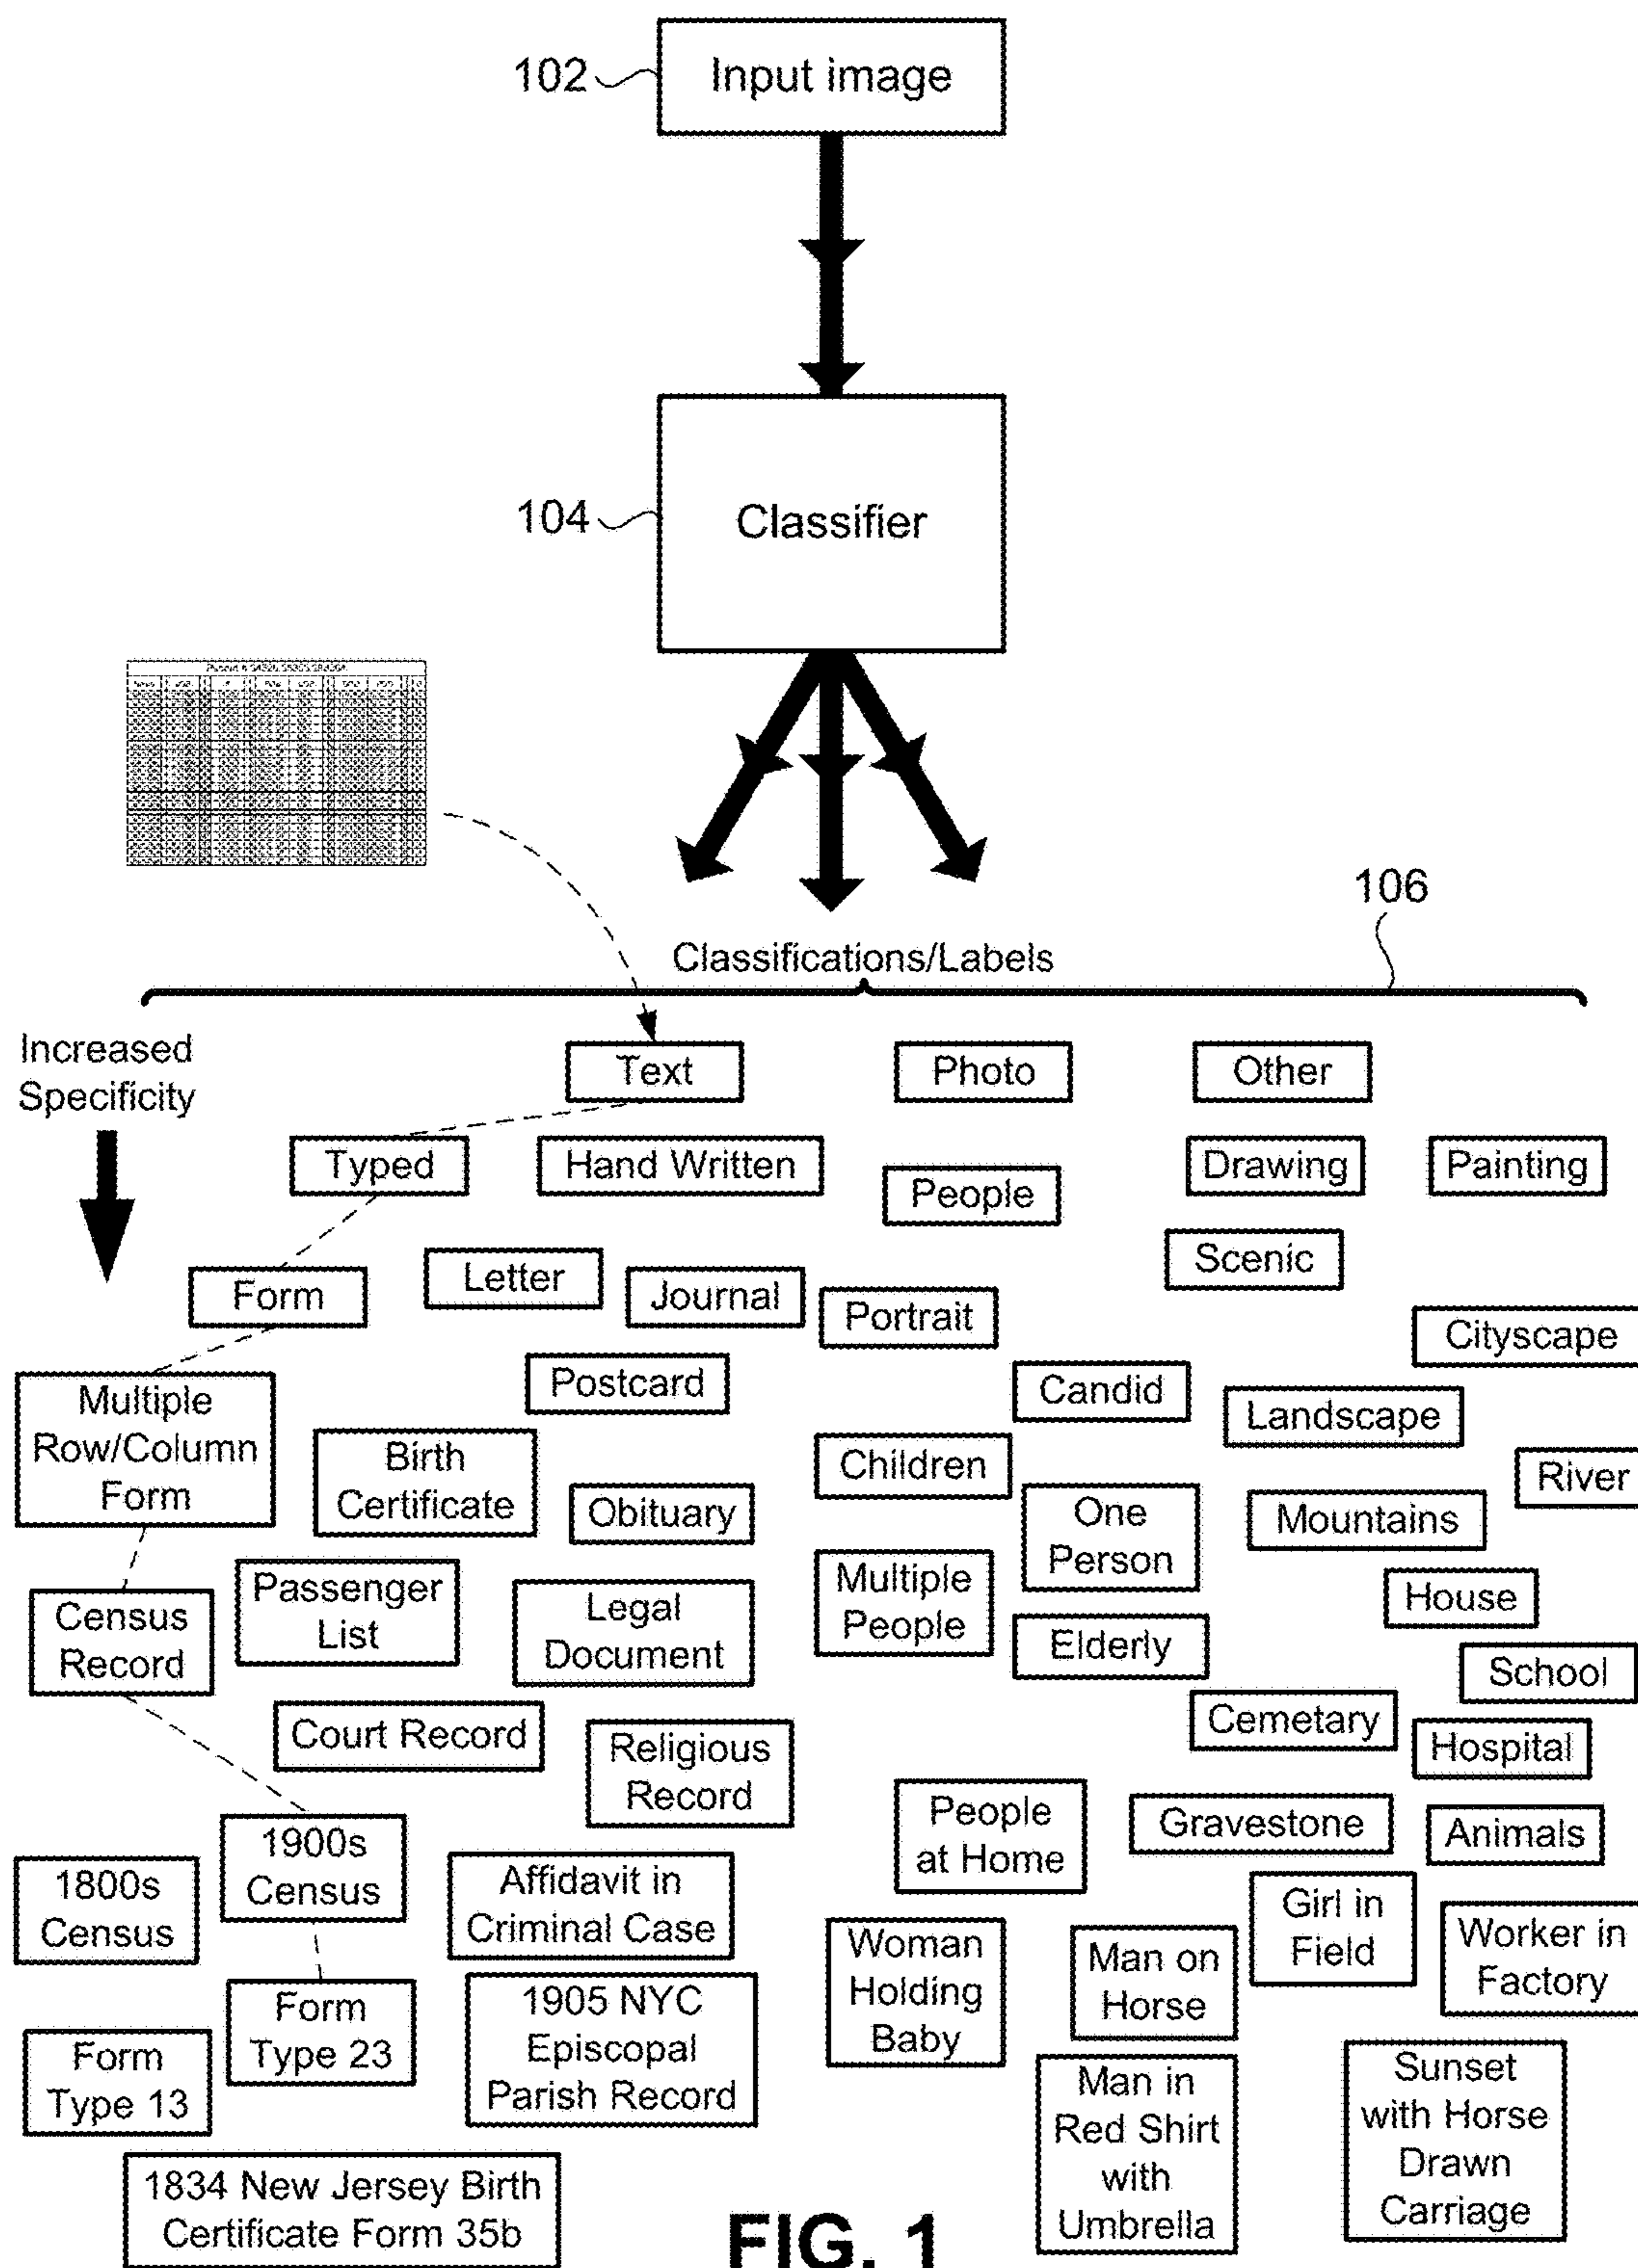 102
Input image
104
Classifier
106
Classifications/Labels
Increased
Specificity
Text
Photo
Other
Typed
Hand Written
People
Drawing
Painting
Scenic
Form
Letter
Journal
Portrait
Cityscape
Multiple
Row/Column
Form
Postcard
Candid
Landscape
Birth
Certificate
Obituary
Children
One
Person
Mountains
River
Census
Record
Passenger
List
Legal
Document
Multiple
People
Elderly
House
School
Court Record
Religious
Record
Cemetary
Hospital
1800s
Census
1900s
Census
Affidavit in
Criminal Case
People
at Home
Gravestone
Animals
Girl in
Field
Worker in
Factory
Form
Type 13
Form
Type 23
1905 NYC
Episcopal
Parish Record
Woman
Holding
Baby
Man on
Horse
Man in
Red Shirt
with
Umbrella
Sunset
with Horse
Drawn
Carriage
1834 New Jersey Birth
Certificate Form 35b
FIG. 1